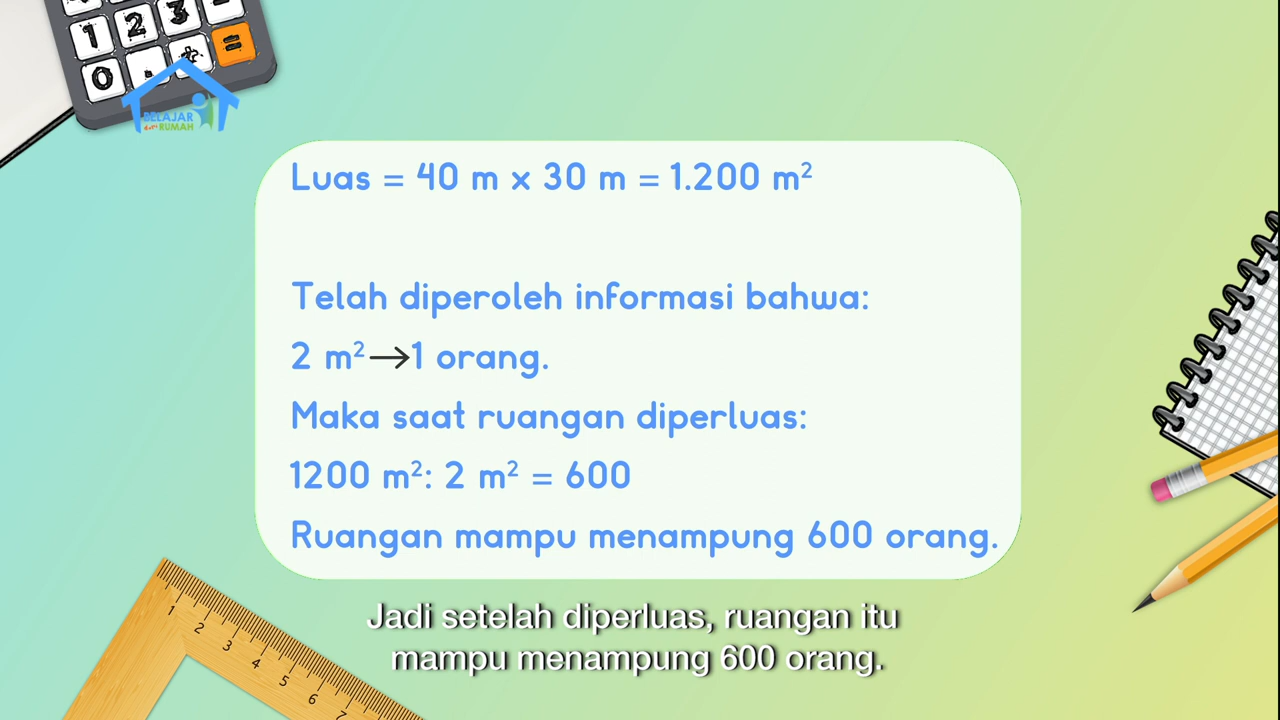 1 2 3
0 . ÷ =
BELAJAR
dari RUMAH
Luas = 40 m x 30 m = 1.200 m²
Telah diperoleh informasi bahwa:
2 m²→1 orang.
Maka saat ruangan diperluas:
1200 m²: 2 m² = 600
Ruangan mampu menampung 600 orang.
1 2 3 4 5 6 7
Jadi setelah diperluas, ruangan itu
mampu menampung 600 orang.